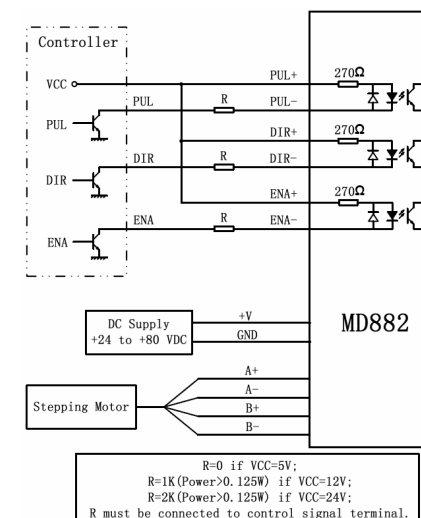 Controller
VCC
PUL+
270Ω
PUL
R
PUL-
PUL
DIR+
270Ω
DIR
R
DIR-
DIR
ENA+
270Ω
ENA
R
ENA-
ENA
DC Supply
+24 to +80 VDC
+V
GND
MD882
Stepping Motor
A+
A-
B+
B-
R=0 if VCC=5V;
R=1K(Power>0.125W) if VCC=12V;
R=2K(Power>0.125W) if VCC=24V;
R must be connected to control signal terminal.